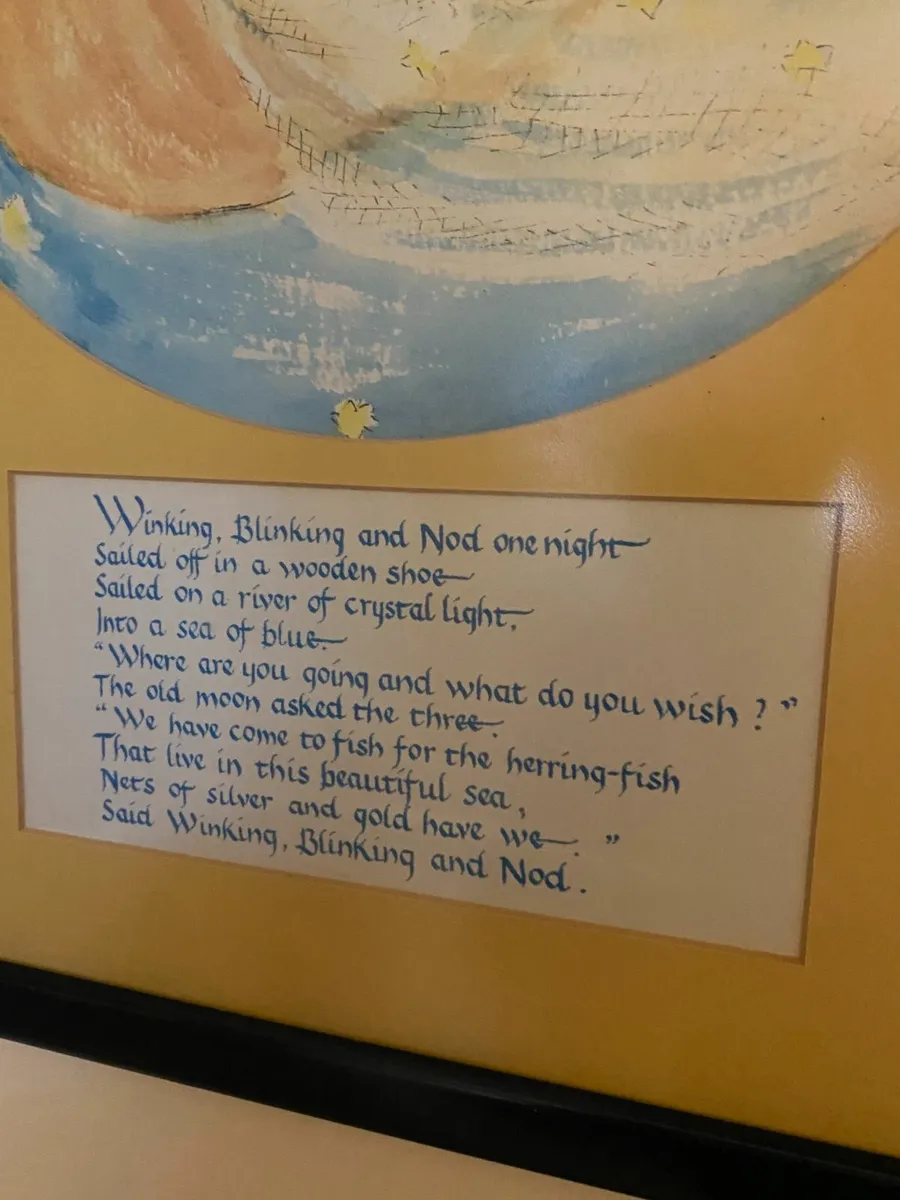 Winking, Blinking and Nod one night
Sailed off in a wooden shoe
Sailed on a river of crystal light,
Into a sea of blue.
"Where are you going and what do you wish?"
The old moon asked the three.
"We have come to fish for the herring-fish
That live in this beautiful sea,
Nets of silver and gold have we."
Said Winking, Blinking and Nod.